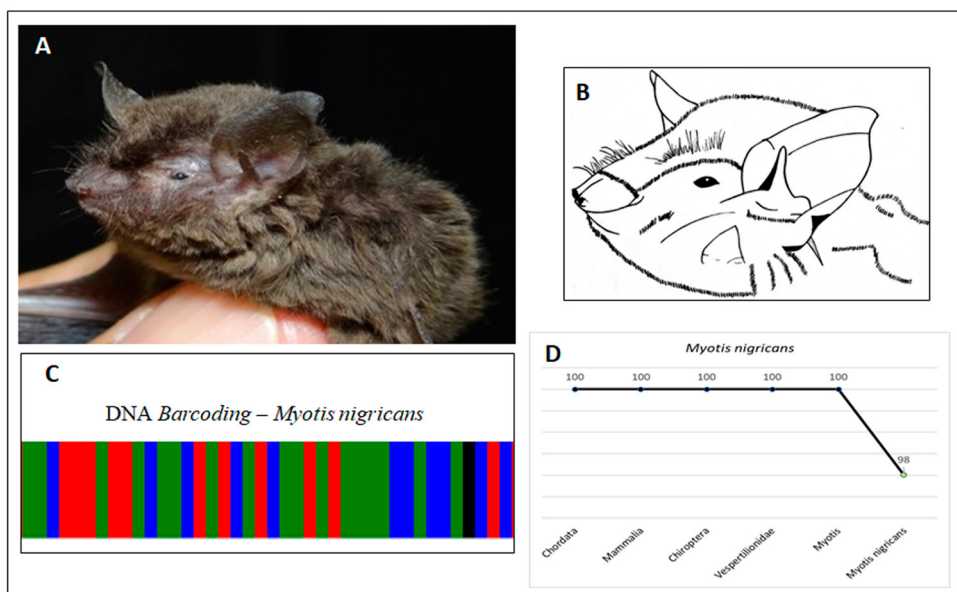 A
B
C
DNA Barcoding – Myotis nigricans
D
Myotis nigricans
100 100 100 100 100
98
Chordata
Mammalia
Chiroptera
Vespertilionidae
Myotis
Myotis nigricans